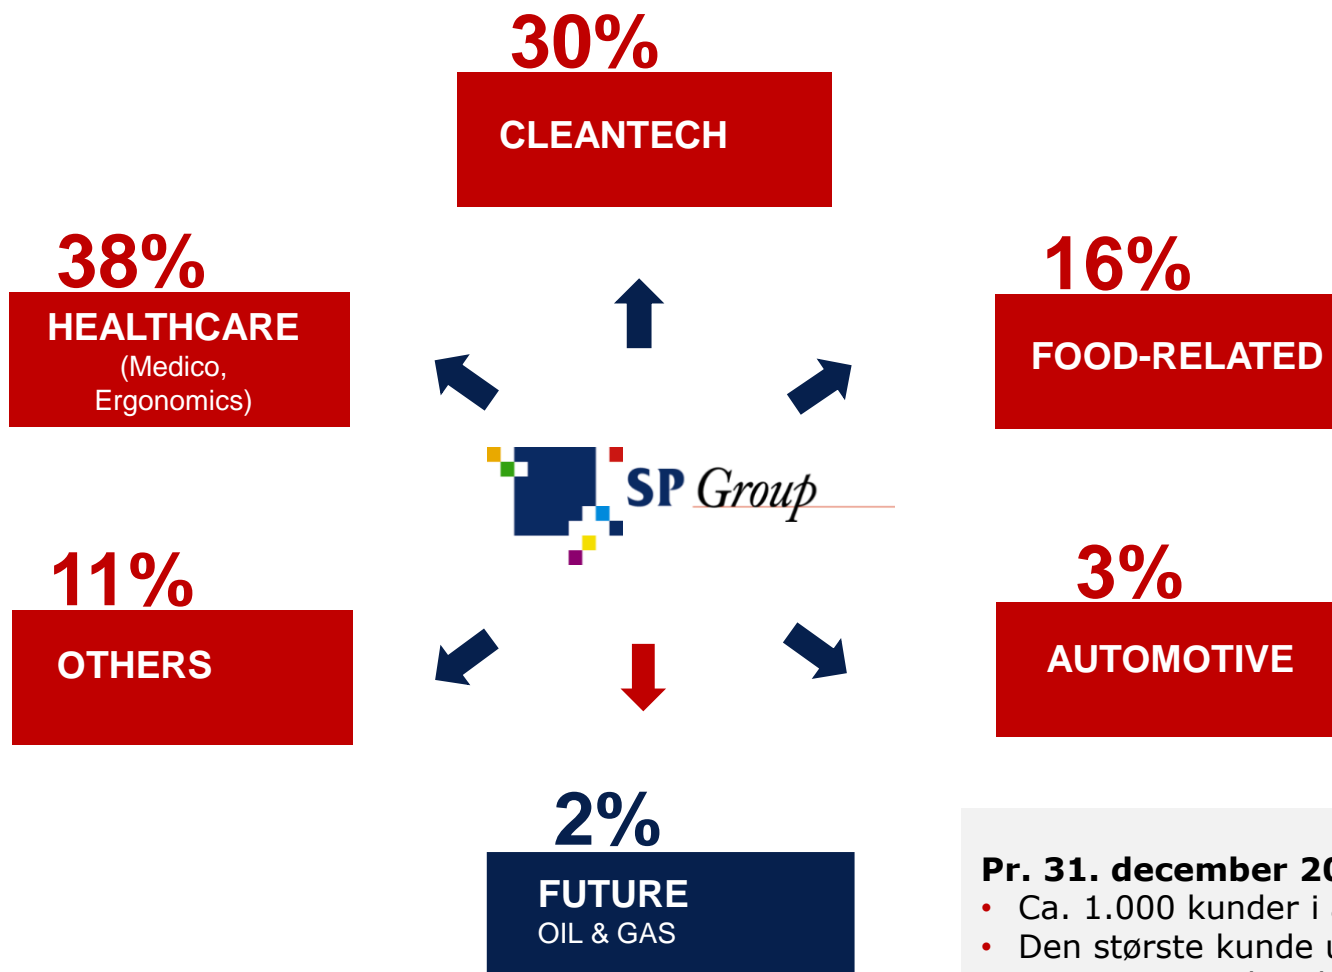 30%
CLEANTECH
38%
HEALTHCARE
(Medico,
Ergonomics)
16%
FOOD-RELATED
SP Group
11%
OTHERS
3%
AUTOMOTIVE
2%
FUTURE
OIL & GAS
Pr. 31. december
• Ca. 1.000 kunder i
• Den største kunde